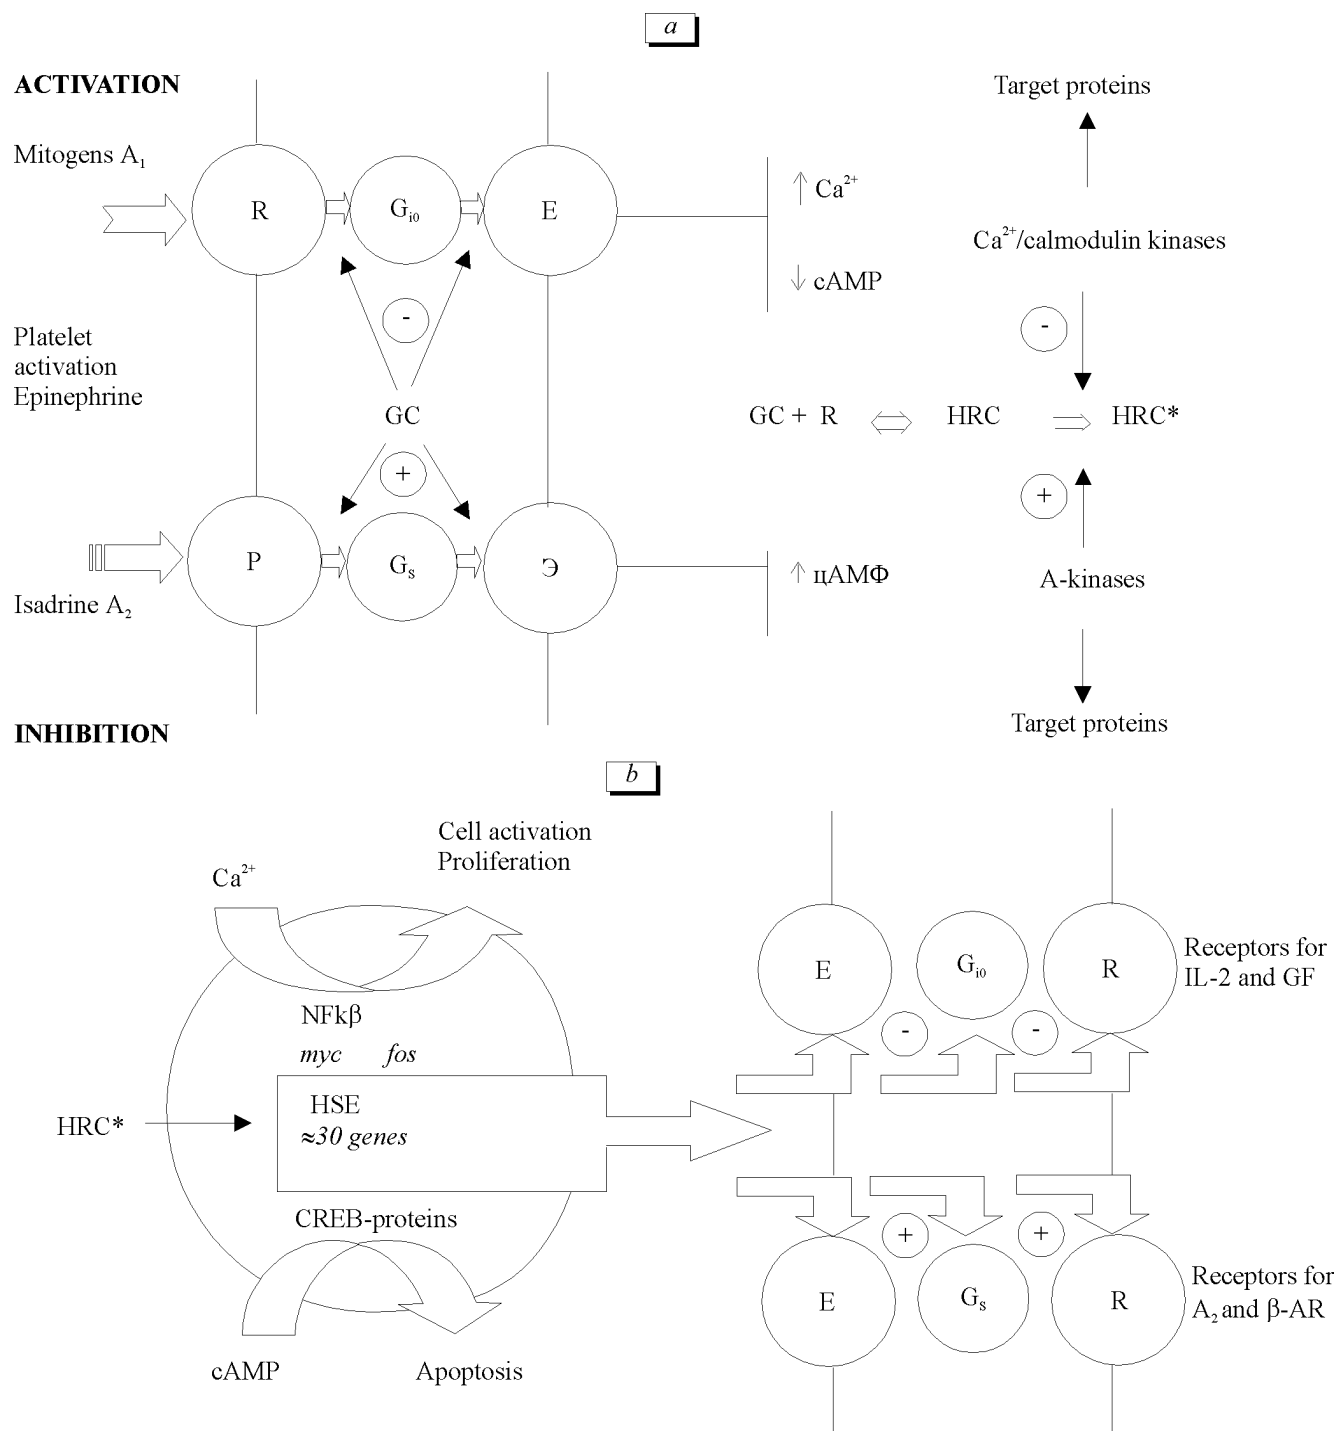 a
ACTIVATION
Target proteins
Mitogens A₁
R
Gᵢ₀
E
↑ Ca²⁺
Ca²⁺/calmodulin kinases
↓ cAMP
-
-
Platelet
activation
Epinephrine
GC
GC + R ⇔ HRC ⇒ HRC*
+
+
P
Gₛ
Э
↑ цАМФ
A-kinases
Isadrine A₂
Target proteins
INHIBITION
b
Cell activation
Proliferation
Ca²⁺
E
Gᵢ₀
R
Receptors for
IL-2 and GF
NFkβ
-
-
myc fos
HSE
HRC*
≈30 genes
CREB-proteins
+
+
E
Gₛ
R
Receptors for
A₂ and β-AR
cAMP
Apoptosis